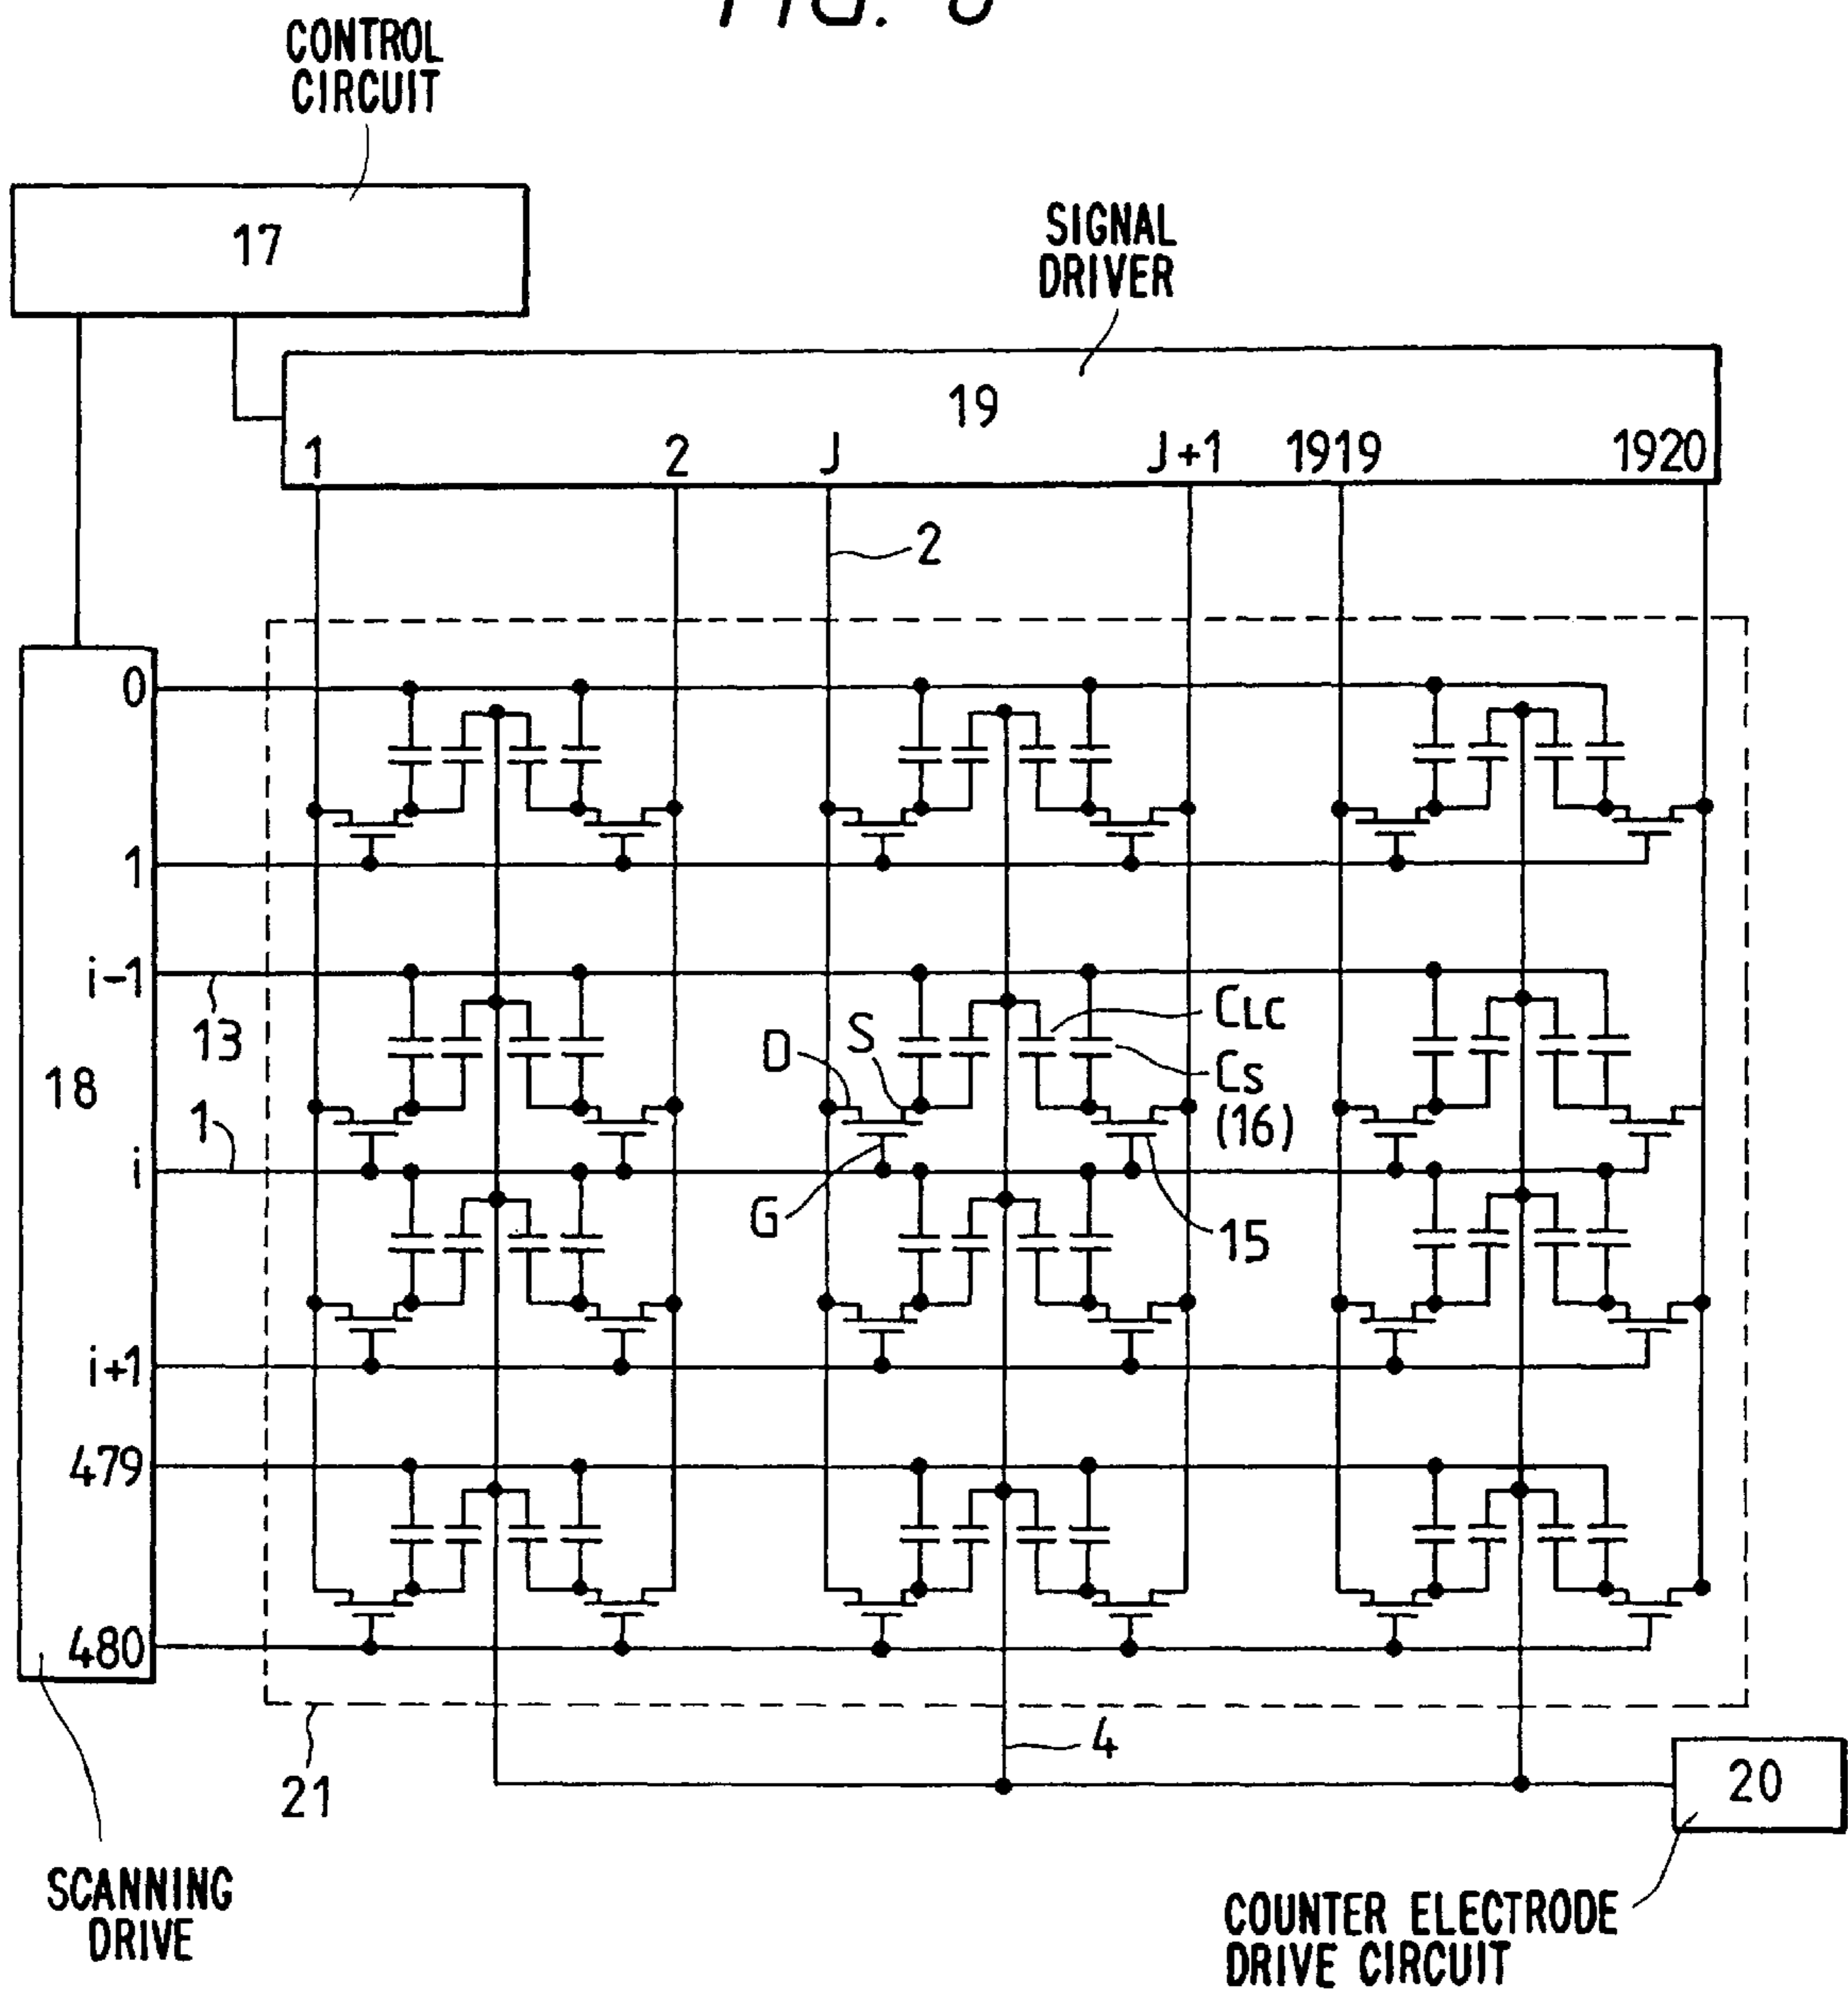 CONTROL
CIRCUIT
17
SIGNAL
DRIVER
19
1 2 J J+1 1919 1920
2
0
1
i-1
13
CLC
D S
Cs
(16)
18
1
i
G
15
i+1
479
480
21
4
20
SCANNING
DRIVE
COUNTER ELECTRODE
DRIVE CIRCUIT